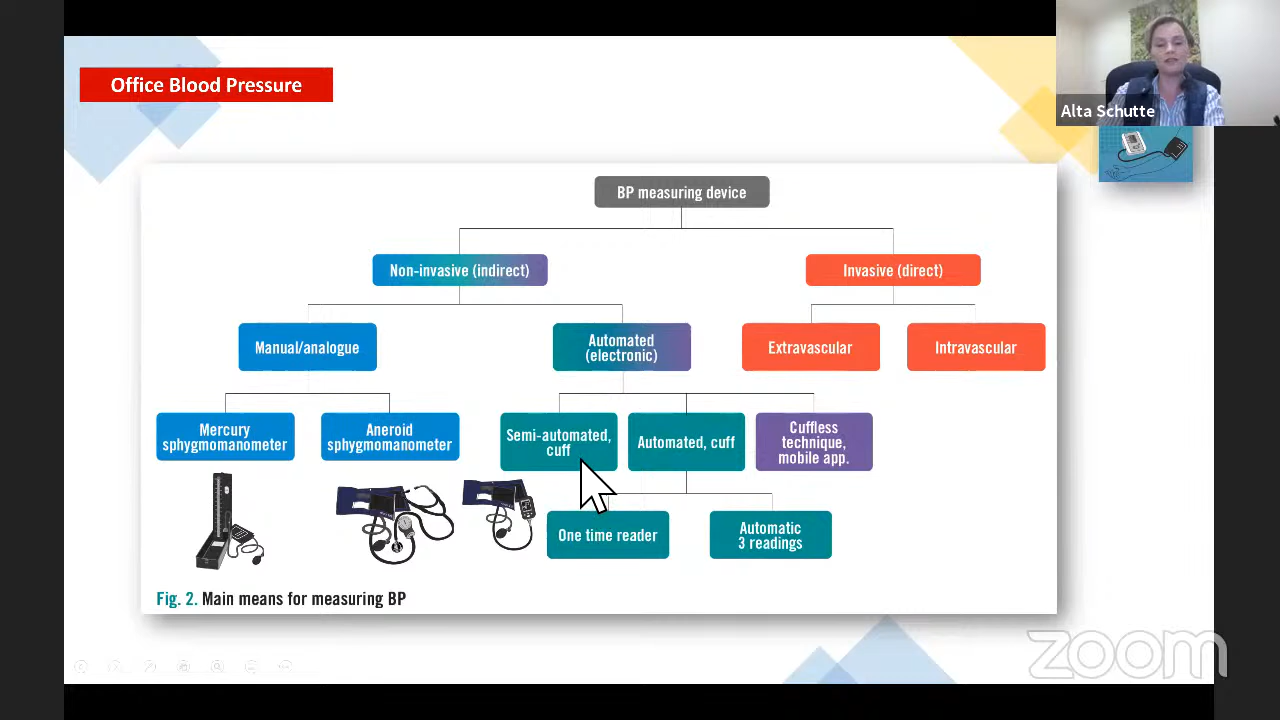 Office Blood Pressure
Alta Schutte
BP measuring device
Non-invasive (indirect)
Invasive (direct)
Manual/analogue
Automated
(electronic)
Extravascular
Intravascular
Mercury
sphygmomanometer
Aneroid
sphygmomanometer
Semi-automated,
cuff
Automated, cuff
Cuffless
technique,
mobile app.
One time reader
Automatic
3 readings
Fig. 2. Main means for measuring BP
zoom